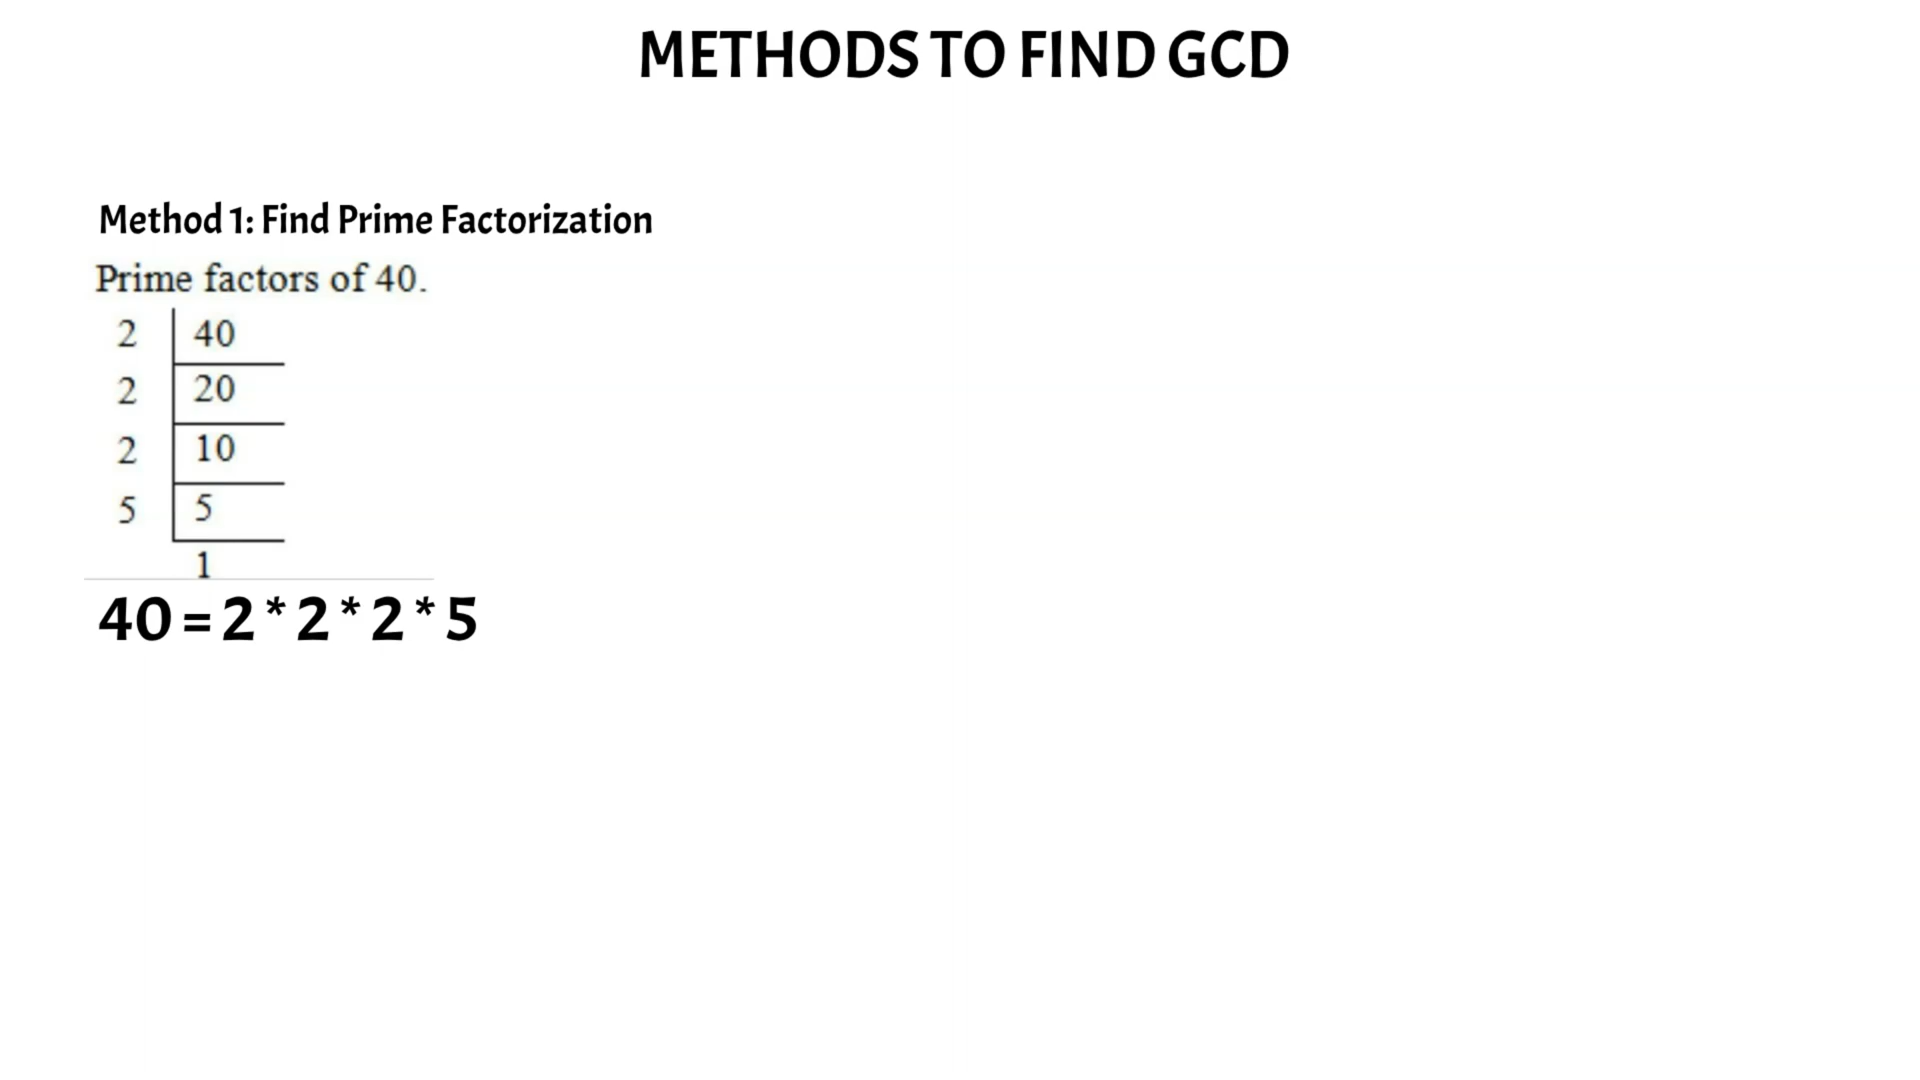 METHODS TO FIND GCD
Method 1: Find Prime Factorization
Prime factors of 40.
2 40
2 20
2 10
5 5
1
40 = 2 * 2 * 2 * 5